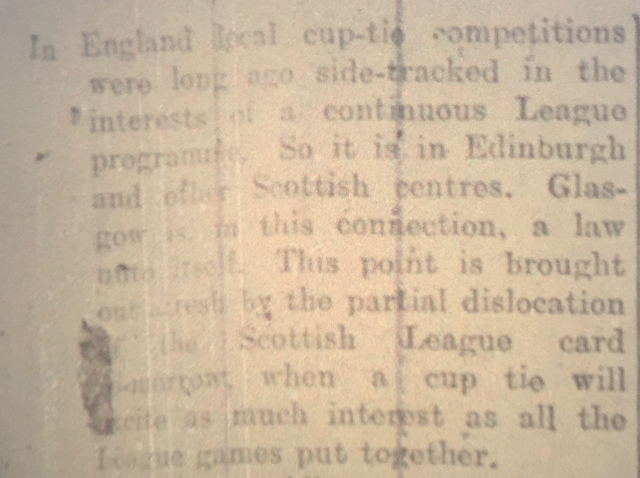 In England local cup-tie competitions
were long ago side-tracked in the
interests of a continuous League
programme. So it is in Edinburgh
and other Scottish centres. Glas-
gow is, in this connection, a law
unto itself. This point is brought
out afresh by the partial dislocation
of the Scottish League card
to-morrow, when a cup tie will
excite as much interest as all the
League games put together.